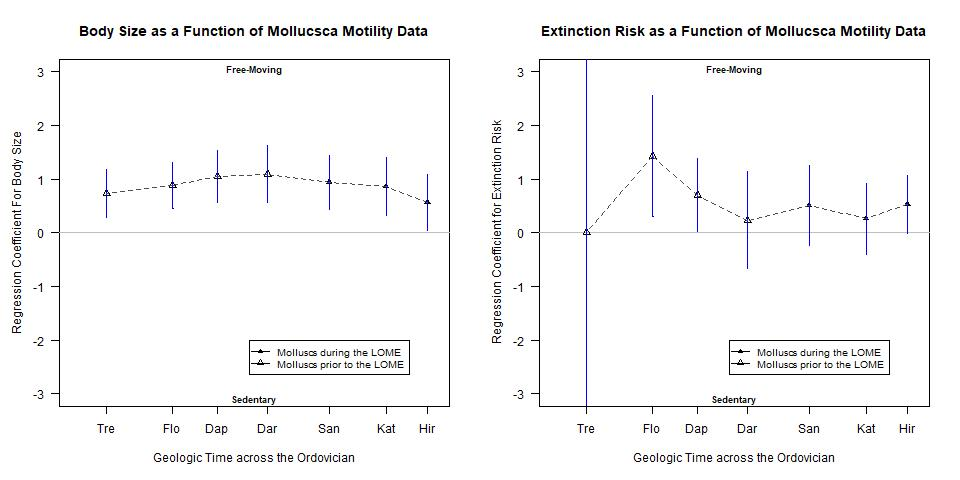 Body Size as a Function of Mollucsca Motility Data
Regression Coefficient For Body Size
3
2
1
0
-1
-2
-3
Free-Moving
Molluscs during the LOME
Molluscs prior to the LOME
Sedentary
Tre Flo Dap Dar San Kat Hir
Geologic Time across the Ordovician
Extinction Risk as a Function of Mollucsca Motility Data
Regression Coefficient for Extinction Risk
3
2
1
0
-1
-2
-3
Free-Moving
Molluscs during the LOME
Molluscs prior to the LOME
Sedentary
Tre Flo Dap Dar San Kat Hir
Geologic Time across the Ordovician